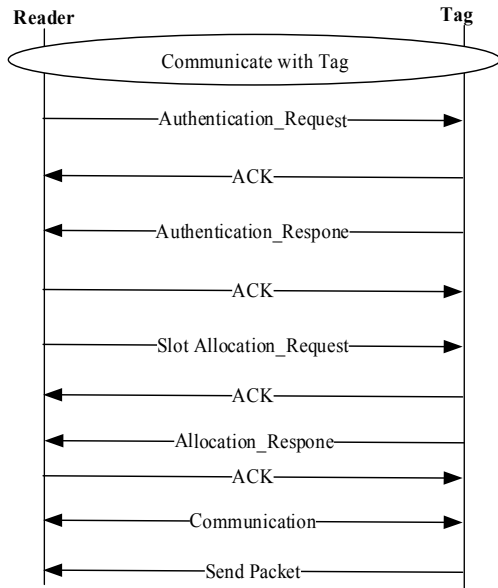 Reader
Tag
Communicate with Tag
Authentication_Request
ACK
Authentication_Respone
ACK
Slot Allocation_Request
ACK
Allocation_Respone
ACK
Communication
Send Packet